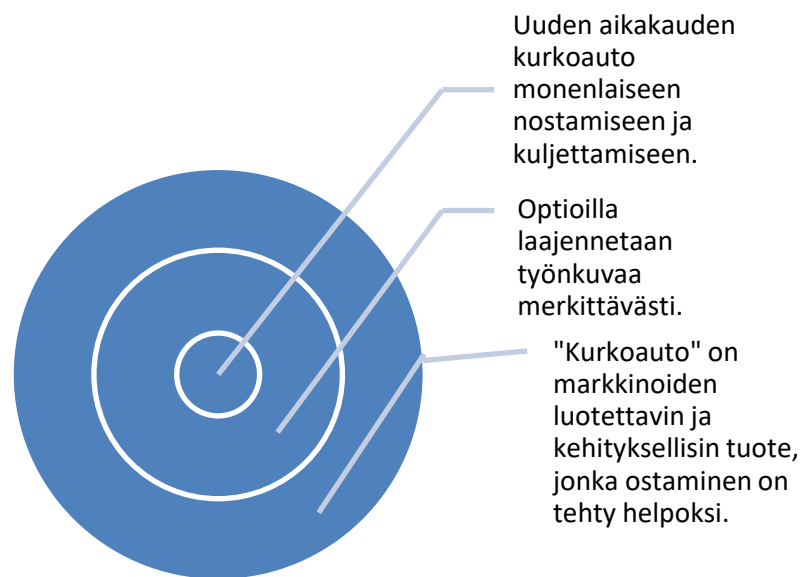 Uuden aikakauden
kurkoauto
monenlaiseen
nostamiseen ja
kuljettamiseen.
Optioilla
laajennetaan
työnkuvaa
merkittävästi.
"Kurkoauto" on
markkinoiden
luotettavin ja
kehityksellisin tuote,
jonka ostaminen on
tehty helpoksi.